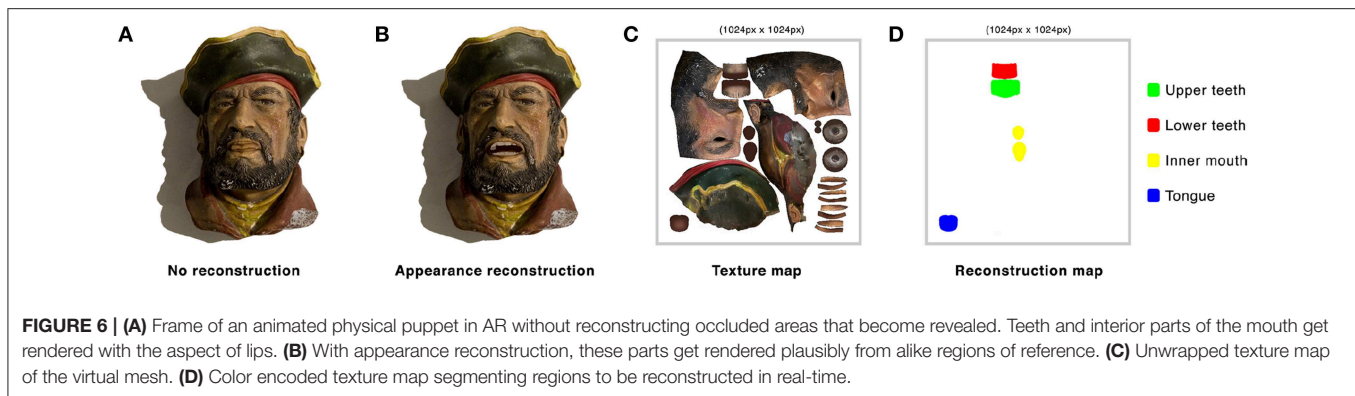 A
B
C
D
(1024px x 1024px)
(1024px x 1024px)
Upper teeth
Lower teeth
Inner mouth
Tongue
No reconstruction
Appearance reconstruction
Texture map
Reconstruction map
FIGURE 6 | (A) Frame of an animated physical puppet in AR without reconstructing occluded areas that become revealed. Teeth and interior parts of the mouth get
rendered with the aspect of lips. (B) With appearance reconstruction, these parts get rendered plausibly from alike regions of reference. (C) Unwrapped texture map
of the virtual mesh. (D) Color encoded texture map segmenting regions to be reconstructed in real-time.